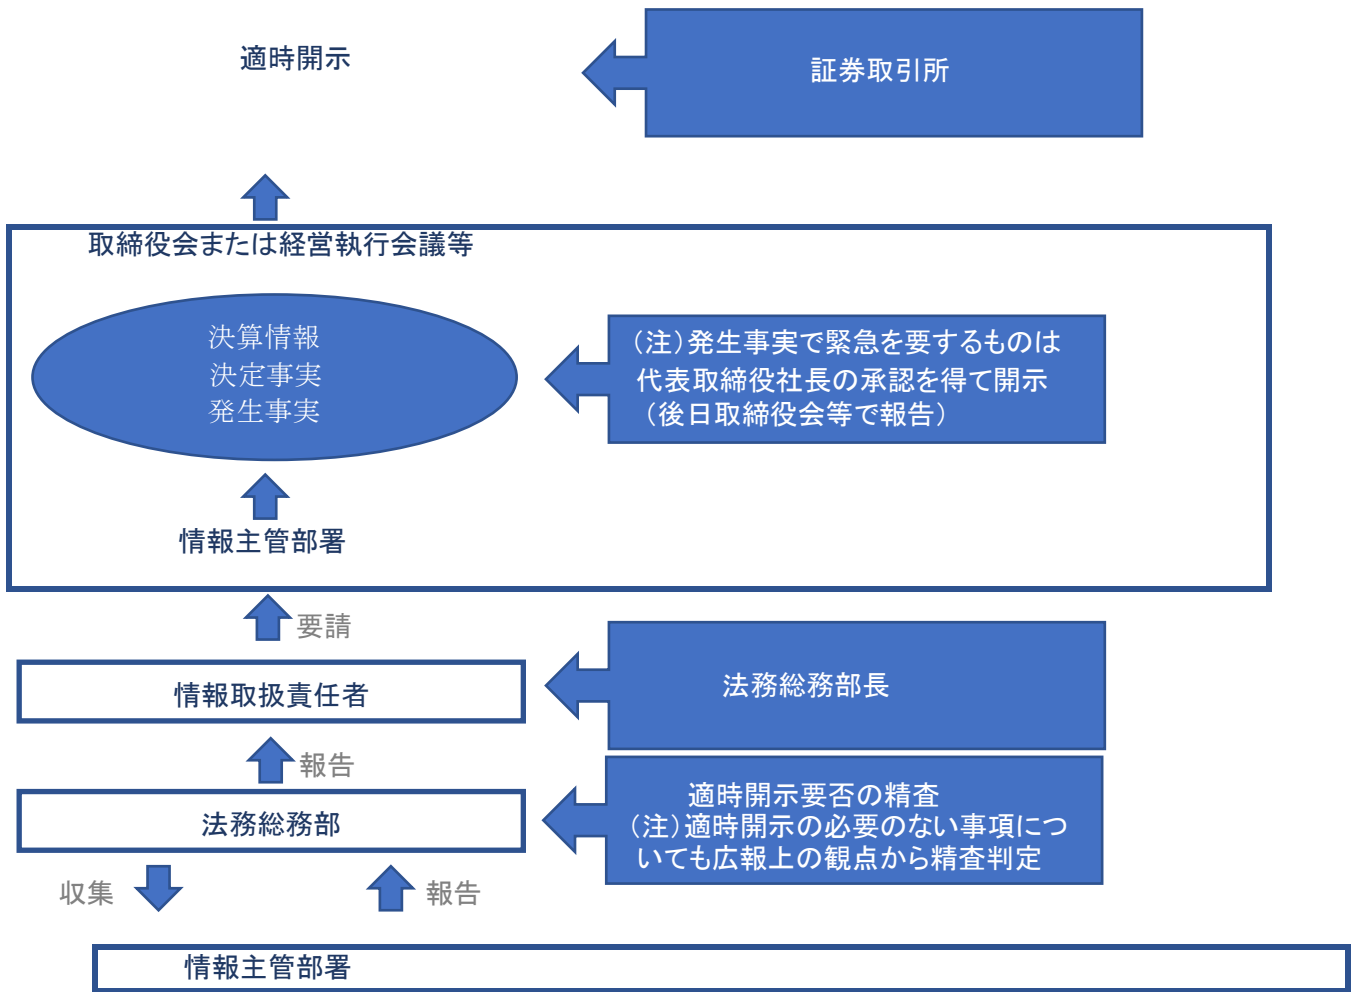 適時開示
証券取引所
取締役会または経営執行会議等
決算情報
決定事実
発生事実
（注）発生事実で緊急を要するものは
代表取締役社長の承認を得て開示
（後日取締役会等で報告）
情報主管部署
要請
情報取扱責任者
法務総務部長
報告
法務総務部
適時開示要否の精査
（注）適時開示の必要のない事項につ
いても広報上の観点から精査判定
収集
報告
情報主管部署